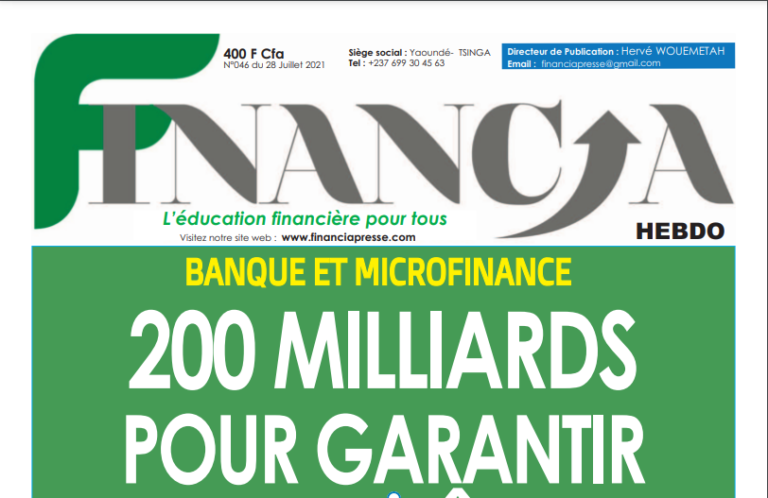 400 F Cfa
N°046 du 28 Juillet 2021
Siège social : Yaoundé- TSINGA
Tel : +237 699 30 45 63
Directeur de Publication : Hervé WOUEMETAH
Email : financiapresse@gmail.com
FINANCIA
L'éducation financière pour tous
Visitez notre site web : www.financiapresse.com
HEBDO
BANQUE ET MICROFINANCE
200 MILLIARDS
POUR GARANTIR